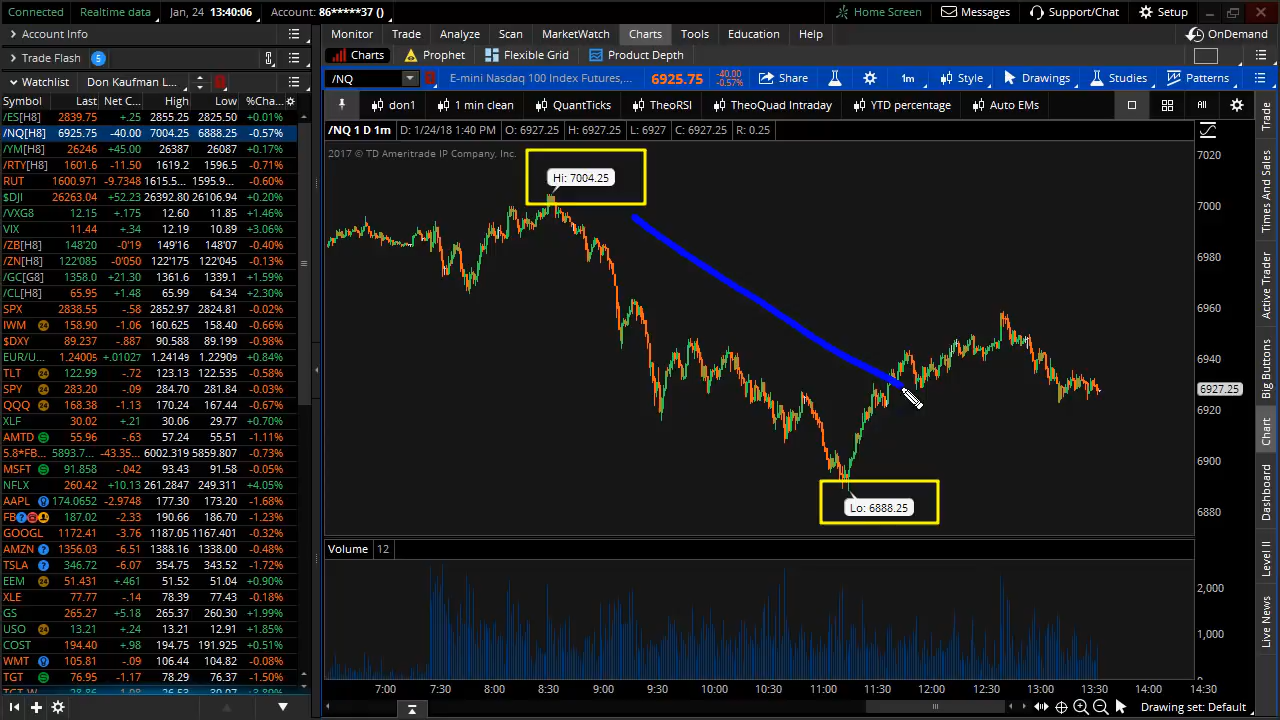 Connected Realtime data Jan, 24 13:40:06 Account: 86*****37 () Home Screen Messages Support/Chat Setup
Account Info Monitor Trade Analyze Scan MarketWatch Charts Tools Education Help OnDemand
Trade Flash 5 Charts Prophet Flexible Grid Product Depth
Watchlist Don Kaufman L... /NQ E-mini Nasdaq 100 Index Futures,... 6925.75 -40.00 -0.57% Share 1m Style Drawings Studies Patterns
Symbol Last Net C... High Low %Cha... don1 1 min clean QuantTicks TheoRSI TheoQuad Intraday YTD percentage Auto EMs All
/ES[H8] 2839.75 +.25 2855.25 2825.50 +0.01%
/NQ[H8] 6925.75 -40.00 7004.25 6888.25 -0.57%
/YM[H8] 26246 +45.00 26387 26087 +0.17%
/RTY[H8] 1601.6 -11.50 1619.2 1596.5 -0.71%
RUT 1600.971 -9.7348 1615.5... 1596.5... -0.60%
$DJI 26263.04 +52.23 26392.80 26106.94 +0.20%
/VXG8 12.15 +.175 12.60 11.85 +1.46%
VIX 11.44 +.34 12.19 10.89 +3.06%
/ZB[H8] 148'20 -0'19 149'16 148'07 -0.40%
/ZN[H8] 122'085 -0'050 122'175 122'045 -0.13%
/GC[G8] 1358.0 +21.30 1361.6 1339.1 +1.59%
/CL[H8] 65.95 +1.48 65.99 64.34 +2.30%
SPX 2838.55 -.58 2852.97 2824.81 -0.02%
IWM 24 158.90 -1.06 160.625 158.40 -0.66%
$DXY 89.237 -.887 90.588 89.199 -0.98%
EUR/U... 1.24005 +.01027 1.24149 1.22909 +0.84%
TLT 24 122.99 -.72 123.13 122.535 -0.58%
SPY 24 283.20 -.09 284.70 281.84 -0.03%
QQQ 24 168.38 -1.13 170.24 167.44 -0.67%
XLF 30.02 +.21 30.06 29.77 +0.70%
AMTD 55.96 -.63 57.24 55.51 -1.11%
5.8*FB... 5893.7... -43.35... 6002.319 5859.807 -0.73%
MSFT 91.858 -.042 93.43 91.58 -0.05%
NFLX 260.42 +10.13 261.2849 249.311 +4.05%
AAPL 174.0652 -2.9748 177.30 173.20 -1.68%
FB 187.02 -2.33 190.66 186.70 -1.23%
GOOGL 1172.41 -3.76 1187.05 1167.401 -0.32%
AMZN 1356.03 -6.51 1388.16 1338.00 -0.48%
TSLA 346.72 -6.07 354.75 343.52 -1.72%
EEM 24 51.431 +.461 51.52 51.04 +0.90%
XLE 77.77 -.14 78.39 77.43 -0.18%
GS 265.27 +5.18 265.27 260.30 +1.99%
USO 24 13.21 +.24 13.21 12.91 +1.85%
COST 194.40 +.98 194.75 191.925 +0.51%
WMT 105.81 -.09 106.44 104.82 -0.08%
TGT 76.95 -1.17 78.29 76.37 -1.50%
/NQ 1 D 1m D: 1/24/18 1:40 PM O: 6927.25 H: 6927.25 L: 6927 C: 6927.25 R: 0.25
2017 © TD Ameritrade IP Company, Inc.
Hi: 7004.25
Lo: 6888.25
7020
7000
6980
6960
6940
6927.25
6920
6900
6880
Volume 12
2,000
1,000
7:00 7:30 8:00 8:30 9:00 9:30 10:00 10:30 11:00 11:30 12:00 12:30 13:00 13:30 14:00 14:30
Drawing set: Default
Trade
Times And Sales
Active Trader
Big Buttons
Chart
Dashboard
Level II
Live News